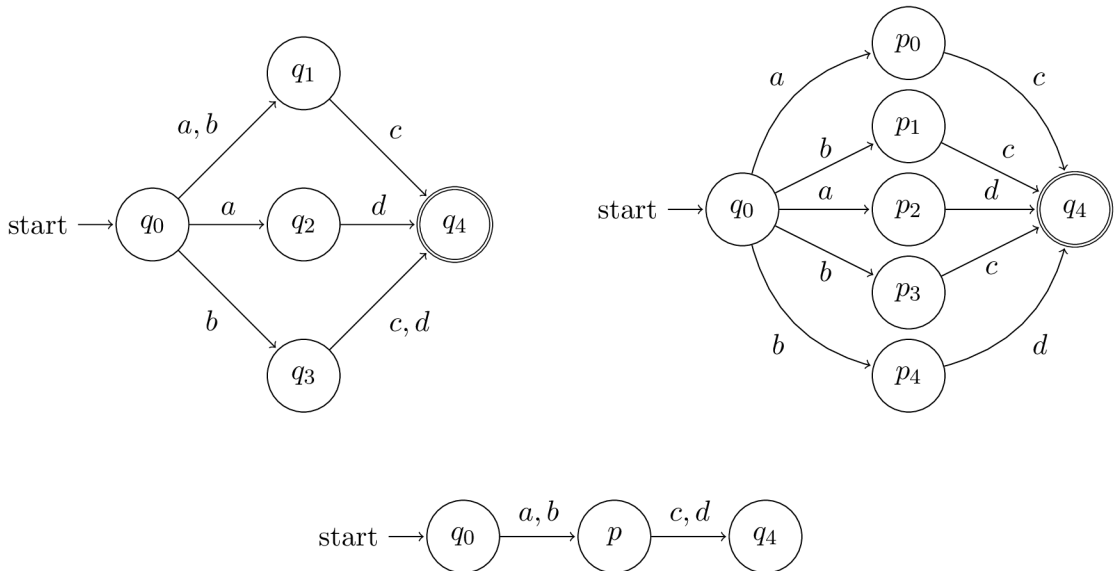 q₁
a, b
c
start
q₀
a
q₂
d
q₄
b
c, d
q₃
p₀
a
c
p₁
b
c
start
q₀
a
p₂
d
q₄
b
p₃
c
b
p₄
d
start
q₀
a, b
p
c, d
q₄